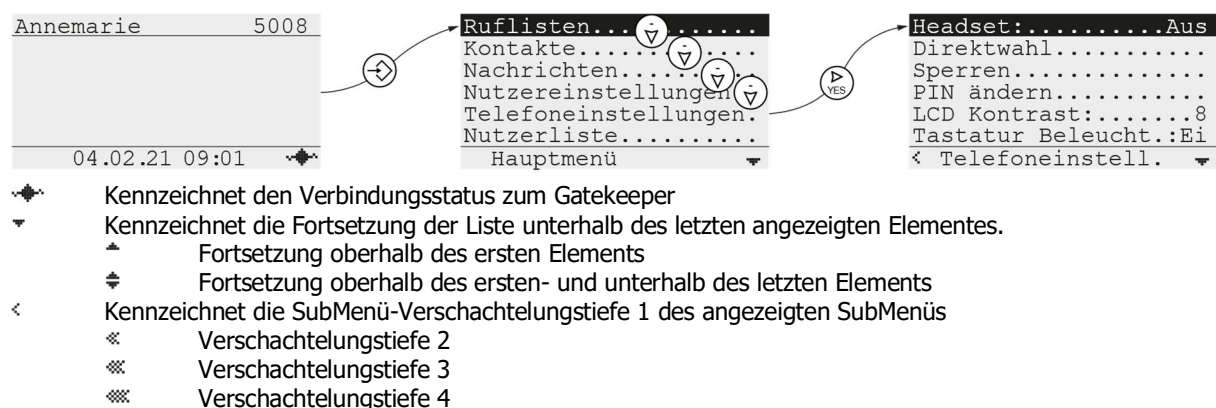 Annemarie 5008
04.02.21 09:01
Ruflisten............
Kontakte.............
Nachrichten..........
Nutzereinstellungen
Telefoneinstellungen.
Nutzerliste..........
Hauptmenü
YES
Headset:..........Aus
Direktwahl...........
Sperren..............
PIN ändern...........
LCD Kontrast:.......8
Tastatur Beleucht.:Ei
< Telefoneinstell.
Kennzeichnet den Verbindungsstatus zum Gatekeeper
Kennzeichnet die Fortsetzung der Liste unterhalb des letzten angezeigten Elementes.
Fortsetzung oberhalb des ersten Elements
Fortsetzung oberhalb des ersten- und unterhalb des letzten Elements
< Kennzeichnet die SubMenü-Verschachtelungstiefe 1 des angezeigten SubMenüs
Verschachtelungstiefe 2
Verschachtelungstiefe 3
Verschachtelungstiefe 4